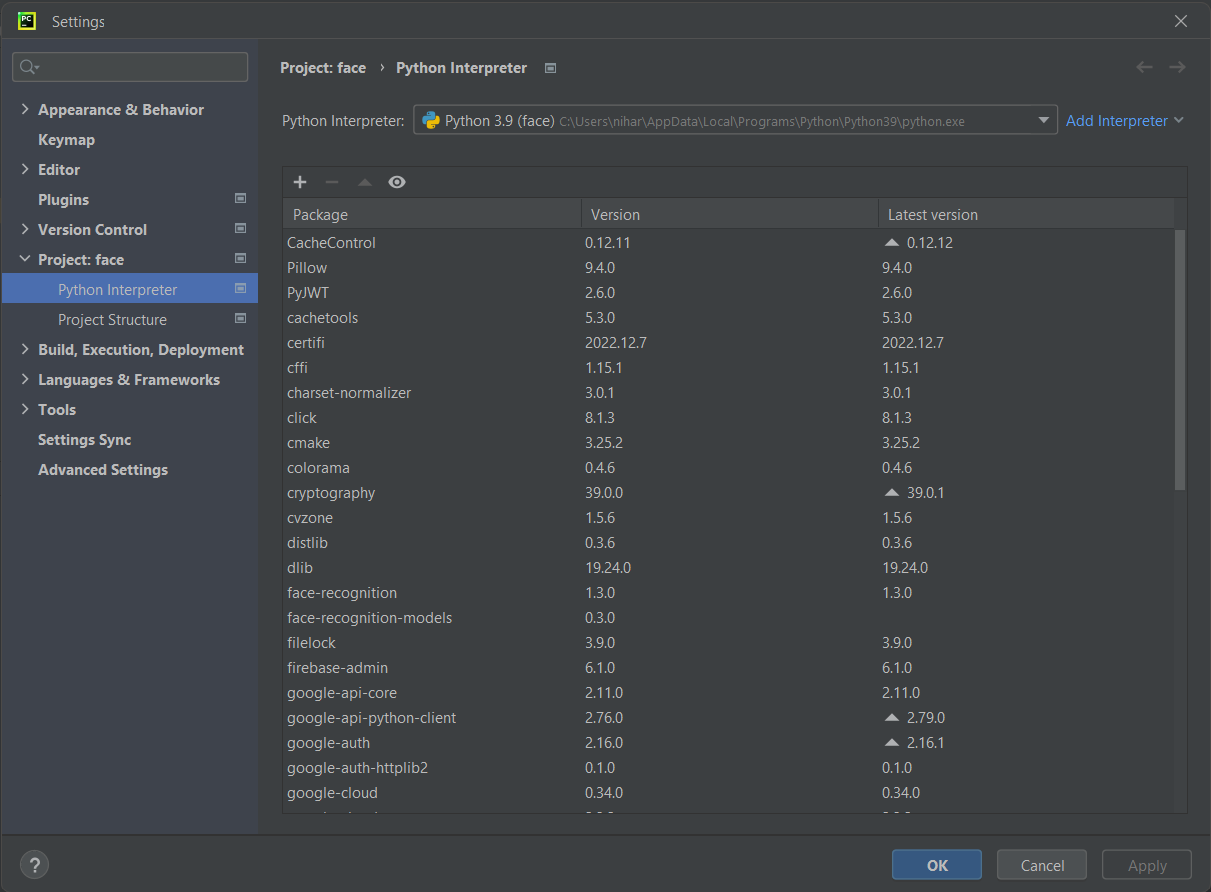 PC Settings
Appearance & Behavior
Keymap
Editor
Plugins
Version Control
Project: face
Python Interpreter
Project Structure
Build, Execution, Deployment
Languages & Frameworks
Tools
Settings Sync
Advanced Settings
Project: face › Python Interpreter
Python Interpreter: Python 3.9 (face) C:\Users\nihar\AppData\Local\Programs\Python\Python39\python.exe Add Interpreter
Package Version Latest version
CacheControl 0.12.11 0.12.12
Pillow 9.4.0 9.4.0
PyJWT 2.6.0 2.6.0
cachetools 5.3.0 5.3.0
certifi 2022.12.7 2022.12.7
cffi 1.15.1 1.15.1
charset-normalizer 3.0.1 3.0.1
click 8.1.3 8.1.3
cmake 3.25.2 3.25.2
colorama 0.4.6 0.4.6
cryptography 39.0.0 39.0.1
cvzone 1.5.6 1.5.6
distlib 0.3.6 0.3.6
dlib 19.24.0 19.24.0
face-recognition 1.3.0 1.3.0
face-recognition-models 0.3.0
filelock 3.9.0 3.9.0
firebase-admin 6.1.0 6.1.0
google-api-core 2.11.0 2.11.0
google-api-python-client 2.76.0 2.79.0
google-auth 2.16.0 2.16.1
google-auth-httplib2 0.1.0 0.1.0
google-cloud 0.34.0 0.34.0
? OK Cancel Apply